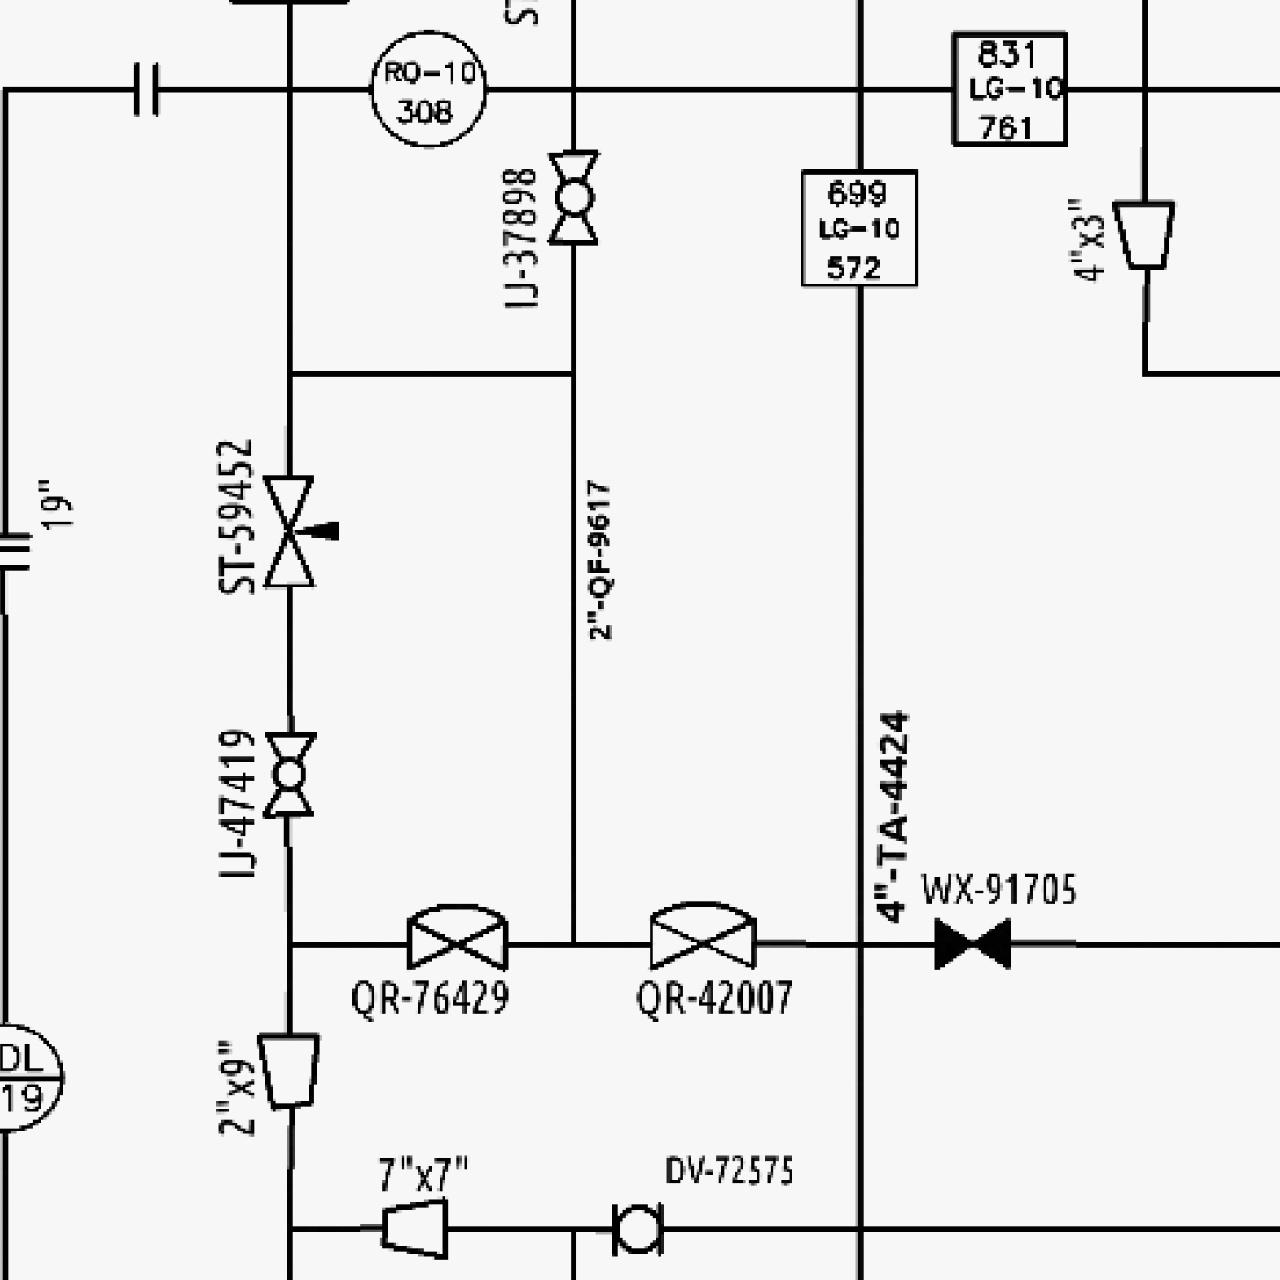 RO-10
308
831
LG-10
761
IJ-37898
699
LG-10
572
4"x3"
ST-59452
19"
2"-QF-9617
IJ-47419
4"-TA-4424
WX-91705
QR-76429
QR-42007
DL
19
2"x9"
7"x7"
DV-72575